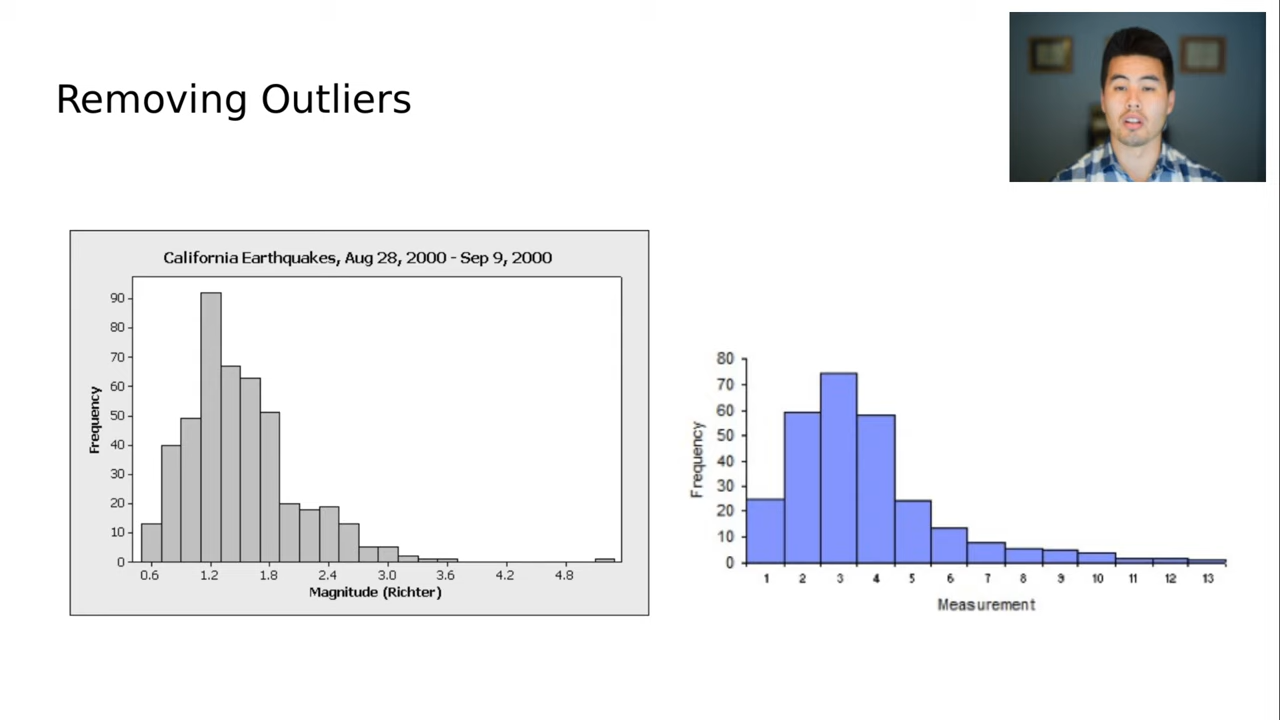 Removing Outliers
California Earthquakes, Aug 28, 2000 - Sep 9, 2000
Frequency
90
80
70
60
50
40
30
20
10
0
0.6 1.2 1.8 2.4 3.0 3.6 4.2 4.8
Magnitude (Richter)
Frequency
80
70
60
50
40
30
20
10
0
1 2 3 4 5 6 7 8 9 10 11 12 13
Measurement